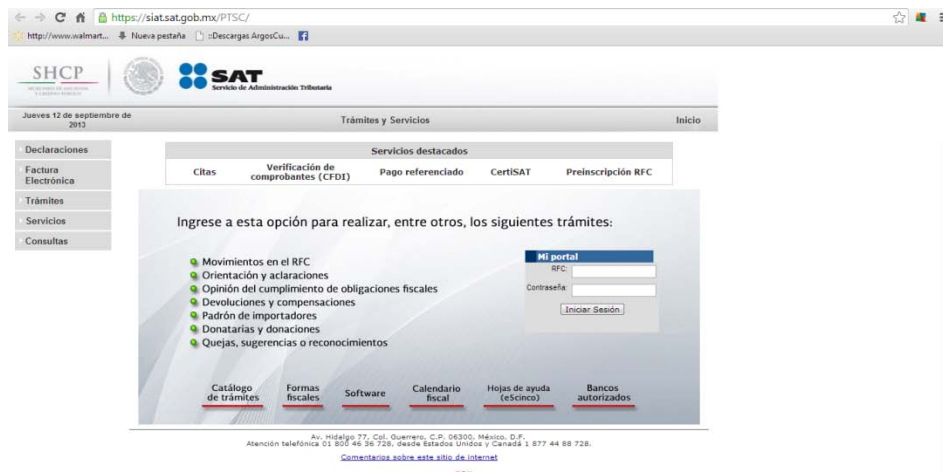 https://siat.sat.gob.mx/PTSC/
http://www.walmart... Nueva pestaña ::Descargas ArgosCu...
SHCP
SAT
Servicio de Administración Tributaria
Jueves 12 de septiembre de
2013
Trámites y Servicios
Inicio
Declaraciones
Factura
Electrónica
Trámites
Servicios
Consultas
Servicios destacados
Citas
Verificación de
comprobantes (CFDI)
Pago referenciado
CertiSAT
Preinscripción RFC
Ingrese a esta opción para realizar, entre otros, los siguientes trámites:
Movimientos en el RFC
Orientación y aclaraciones
Opinión del cumplimiento de obligaciones fiscales
Devoluciones y compensaciones
Padrón de importadores
Donatarias y donaciones
Quejas, sugerencias o reconocimientos
Mi portal
RFC:
Contraseña:
Iniciar Sesión
Catálogo
de trámites
Formas
fiscales
Software
Calendario
fiscal
Hojas de ayuda
(e5cinco)
Bancos
autorizados
Av. Hidalgo 77, Col. Guerrero, C.P. 06300, México, D.F.
Atención telefónica 01 800 46 36 728, desde Estados Unidos y Canadá 1 877 44 88 728.
Comentarios sobre este sitio de internet